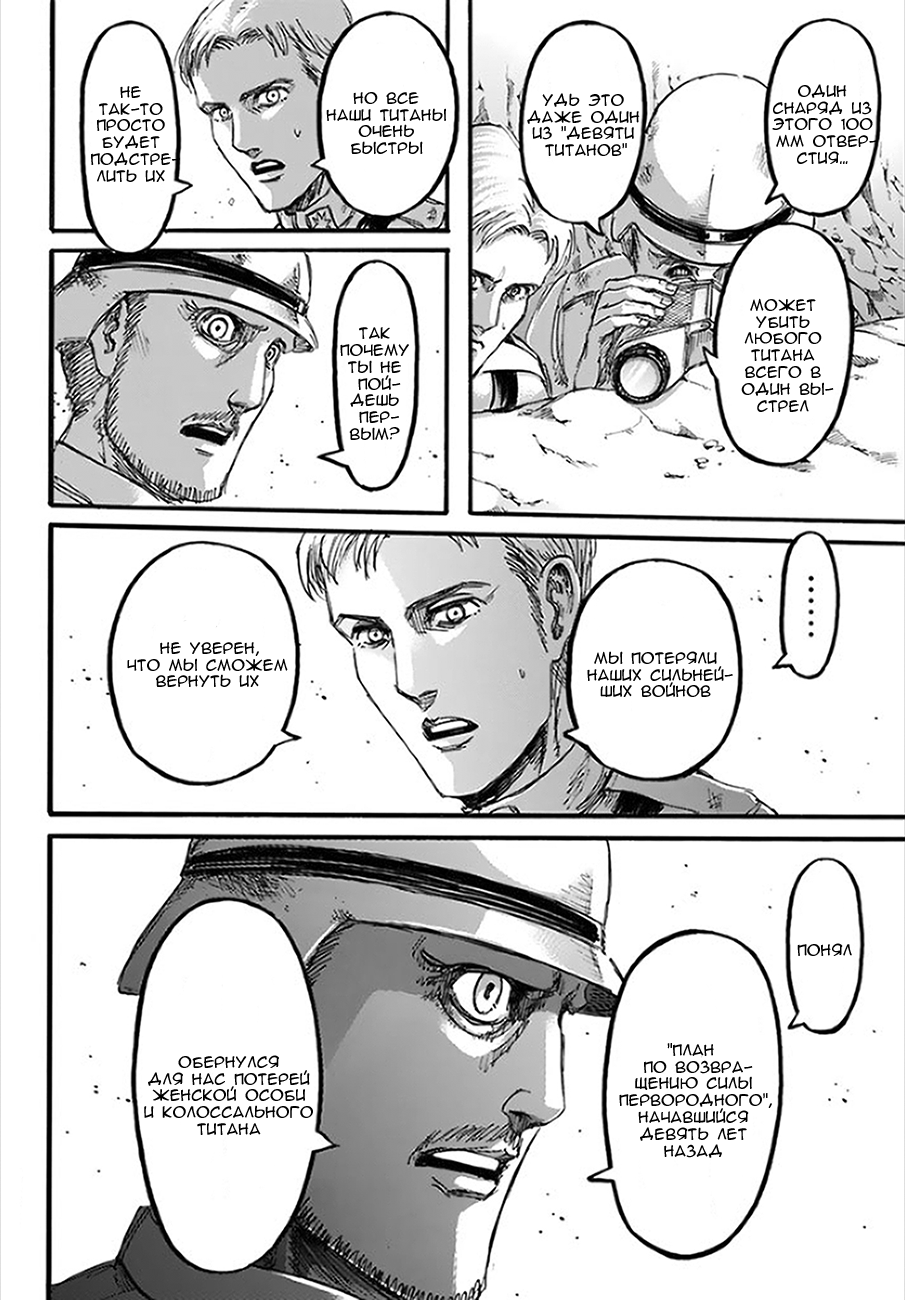 ОДИН
СНАРЯД ИЗ
ЭТОГО 100
ММ ОТВЕР-
СТИЯ...
УДЬ ЭТО
ДАЖЕ ОДИН
ИЗ "ДЕВЯТИ
ТИТАНОВ"
МОЖЕТ
УБИТЬ
ЛЮБОГО
ТИТАНА
ВСЕГО В
ОДИН ВЫ-
СТРЕЛ
НО ВСЕ
НАШИ ТИТАНЫ
ОЧЕНЬ
БЫСТРЫ
НЕ
ТАК-ТО
ПРОСТО
БУДЕТ
ПОДСТРЕ-
ЛИТЬ ИХ
ТАК
ПОЧЕМУ
ТЫ НЕ
ПОЙ-
ДЕШЬ
ПЕР-
ВЫМ?
......
МЫ ПОТЕРЯЛИ
НАШИХ СИЛЬНЕЙ-
ШИХ ВОЙНОВ
НЕ УВЕРЕН,
ЧТО МЫ СМОЖЕМ
ВЕРНУТЬ ИХ
ПОНЯЛ
"ПЛАН
ПО ВОЗВРА-
ЩЕНИЮ СИЛЫ
ПЕРВОРОДНОГО",
НАЧАВШИЙСЯ
ДЕВЯТЬ ЛЕТ
НАЗАД
ОБЕРНУЛСЯ
ДЛЯ НАС ПОТЕРЕЙ
ЖЕНСКОЙ ОСОБИ
И КОЛОССАЛЬНОГО
ТИТАНА